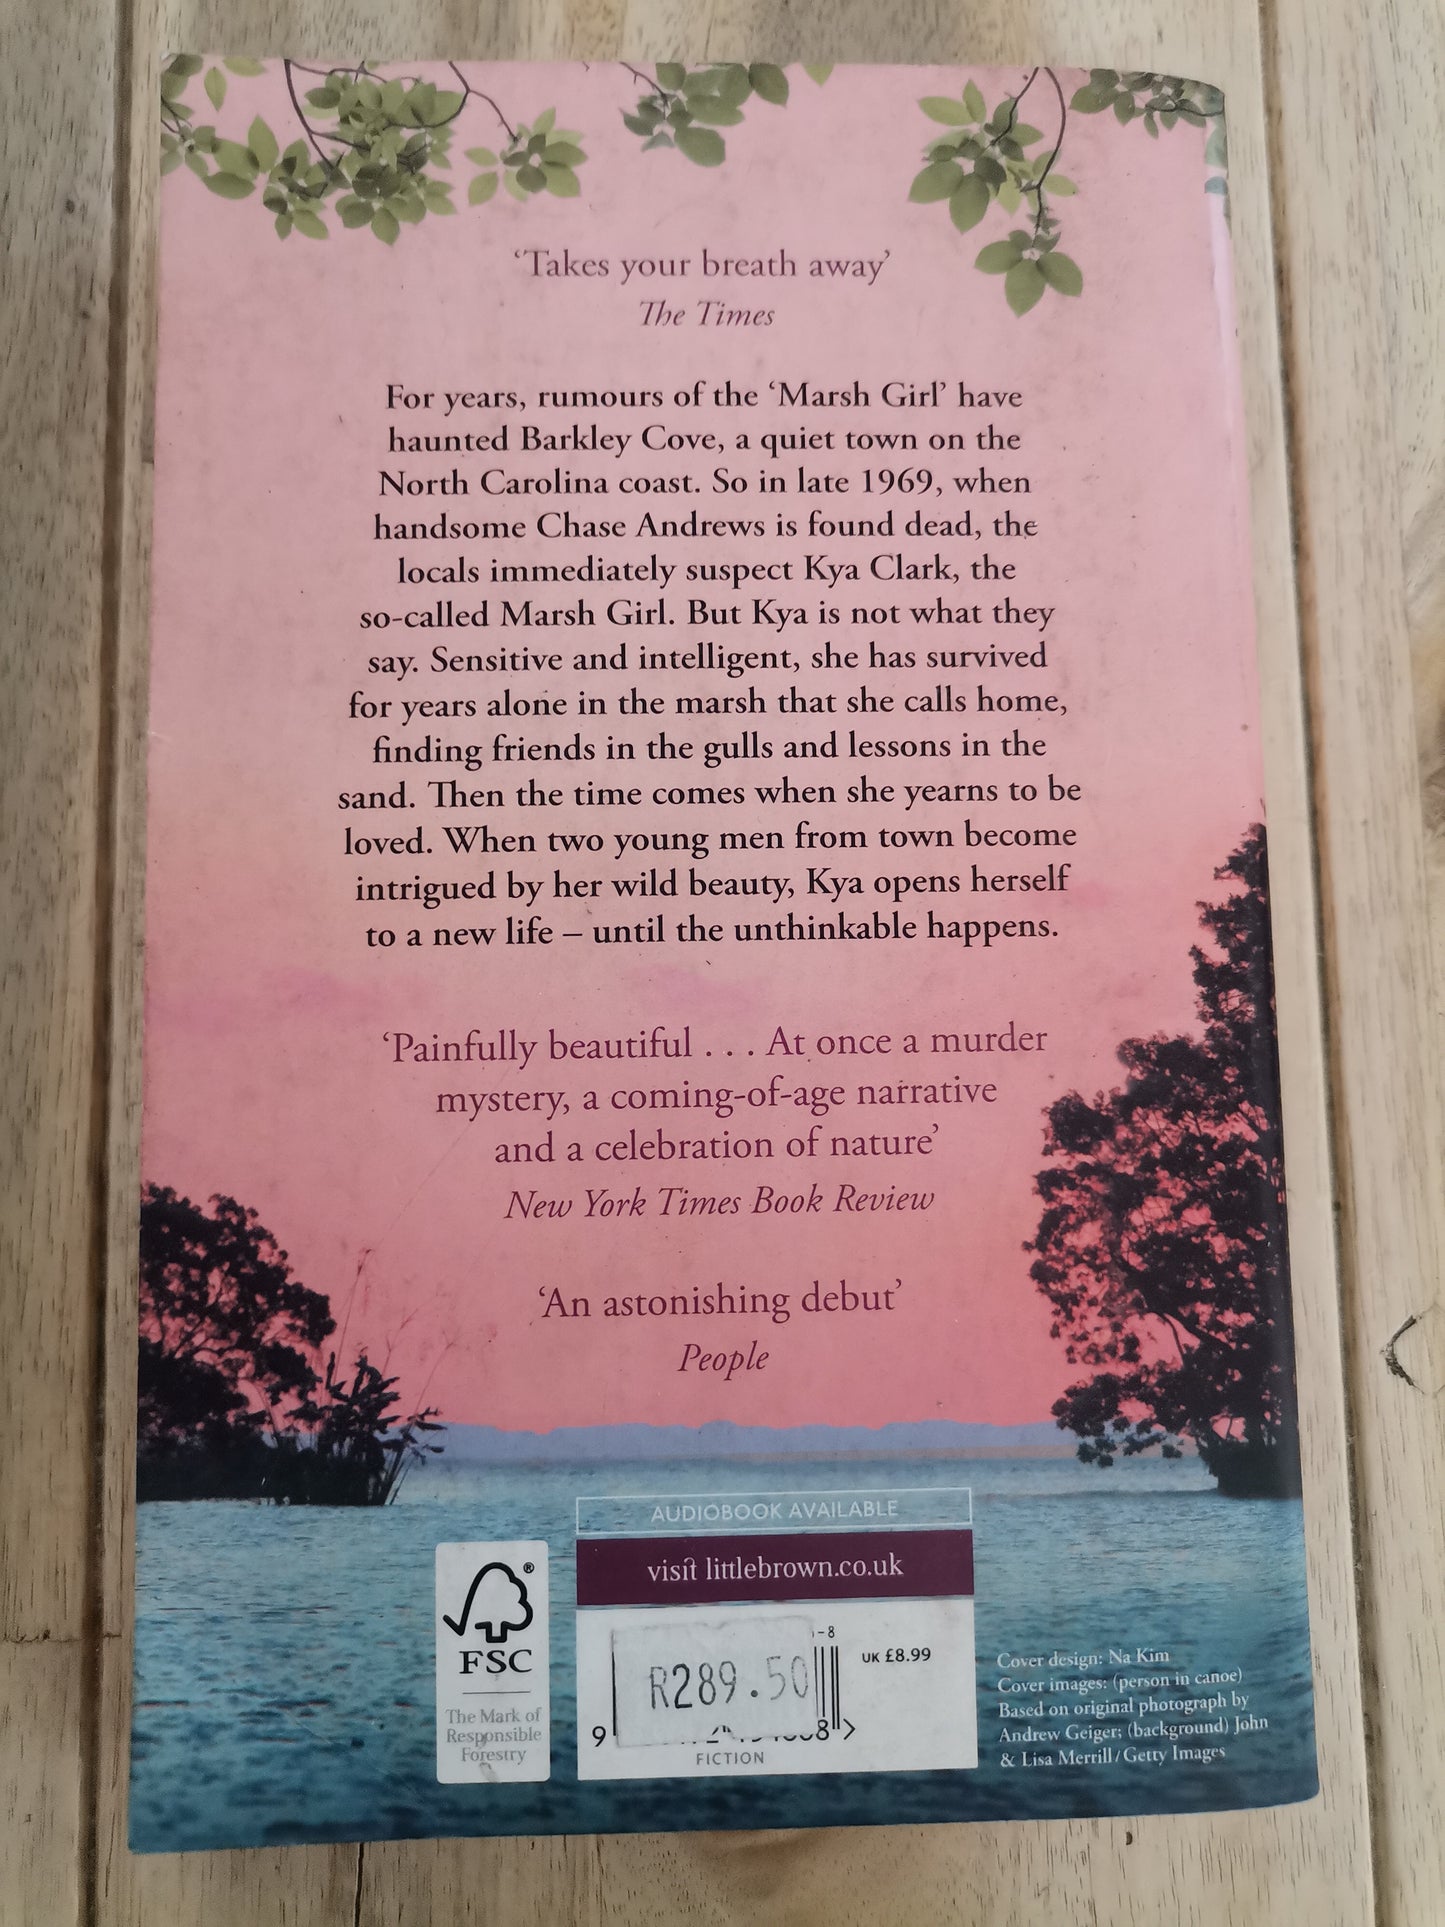 ‘Takes your breath away’
The Times
For years, rumours of the ‘Marsh Girl’ have
haunted Barkley Cove, a quiet town on the
North Carolina coast. So in late 1969, when
handsome Chase Andrews is found dead, the
locals immediately suspect Kya Clark, the
so-called Marsh Girl. But Kya is not what they
say. Sensitive and intelligent, she has survived
for years alone in the marsh that she calls home,
finding friends in the gulls and lessons in the
sand. Then the time comes when she yearns to be
loved. When two young men from town become
intrigued by her wild beauty, Kya opens herself
to a new life – until the unthinkable happens.
‘Painfully beautiful . . . At once a murder
mystery, a coming-of-age narrative
and a celebration of nature’
New York Times Book Review
‘An astonishing debut’
People
AUDIOBOOK AVAILABLE
visit littlebrown.co.uk
®
FSC
The Mark of
Responsible
Forestry
-8
UK £8.99
R289.50
9
8 >
FICTION
Cover design: Na Kim
Cover images: (person in canoe)
Based on original photograph by
Andrew Geiger; (background) John
& Lisa Merrill / Getty Images